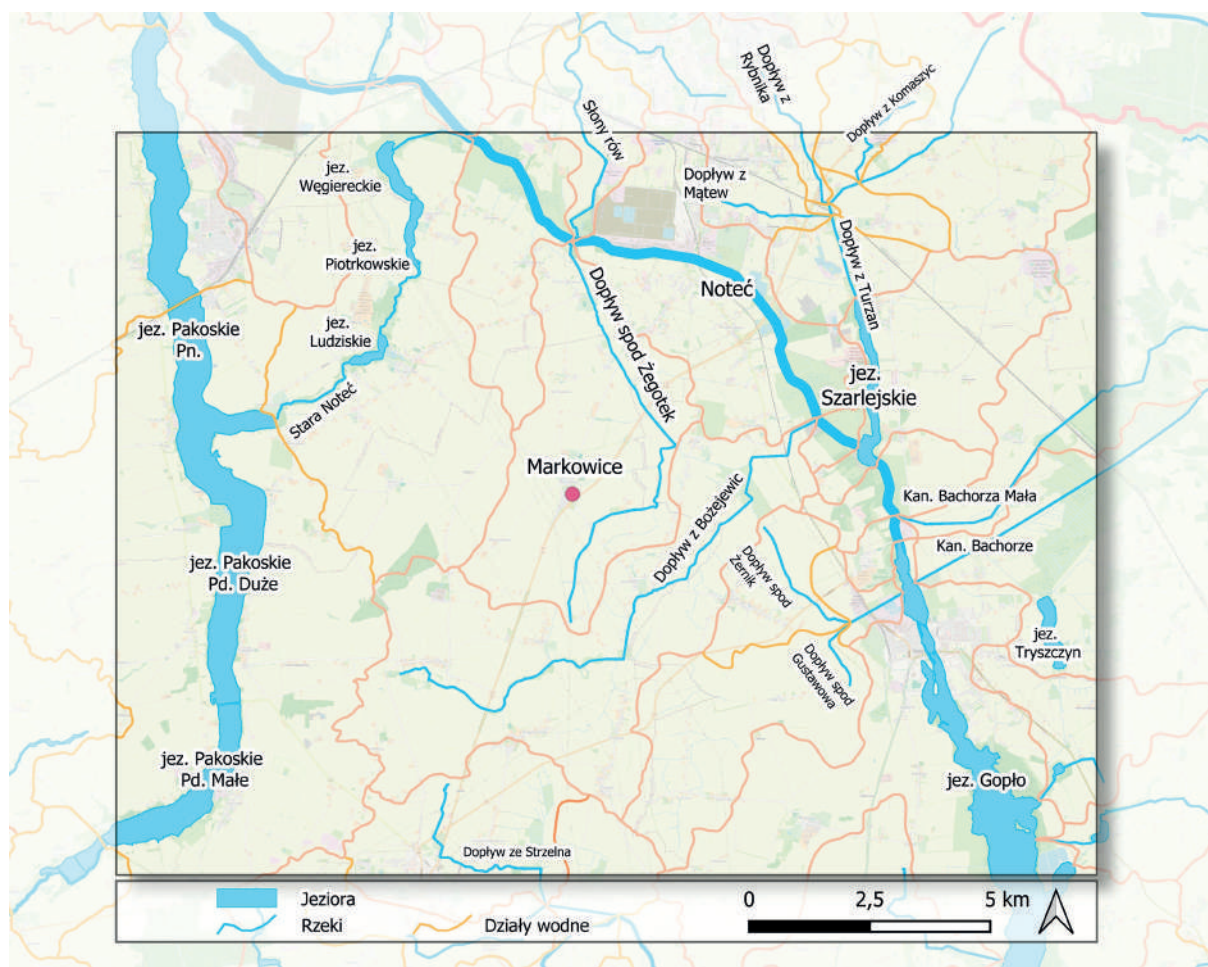 Dopływ z
Rybnika
Dopływ z Komaszyc
Słony rów
jez.
Węgiereckie
Dopływ z
Mątew
jez.
Piotrkowskie
Dopływ z Turzan
Dopływ spod Żegotek
Noteć
jez. Pakoskie
Pn.
jez.
Ludziskie
jez.
Szarlejskie
Stara Noteć
Markowice
Kan. Bachorza Mała
Dopływ z Bożejewic
Kan. Bachorze
jez. Pakoskie
Pd. Duże
Dopływ spod
Żernik
jez.
Tryszczyn
Dopływ spod
Gustawowa
jez. Pakoskie
Pd. Małe
jez. Gopło
Dopływ ze Strzelna
Jeziora
Rzeki
Działy wodne
0 2,5 5 km